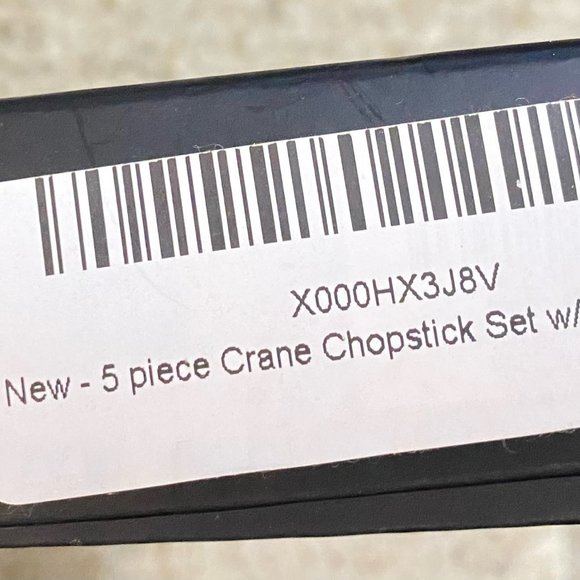 X000HX3J8V
New - 5 piece Crane Chopstick Set w/